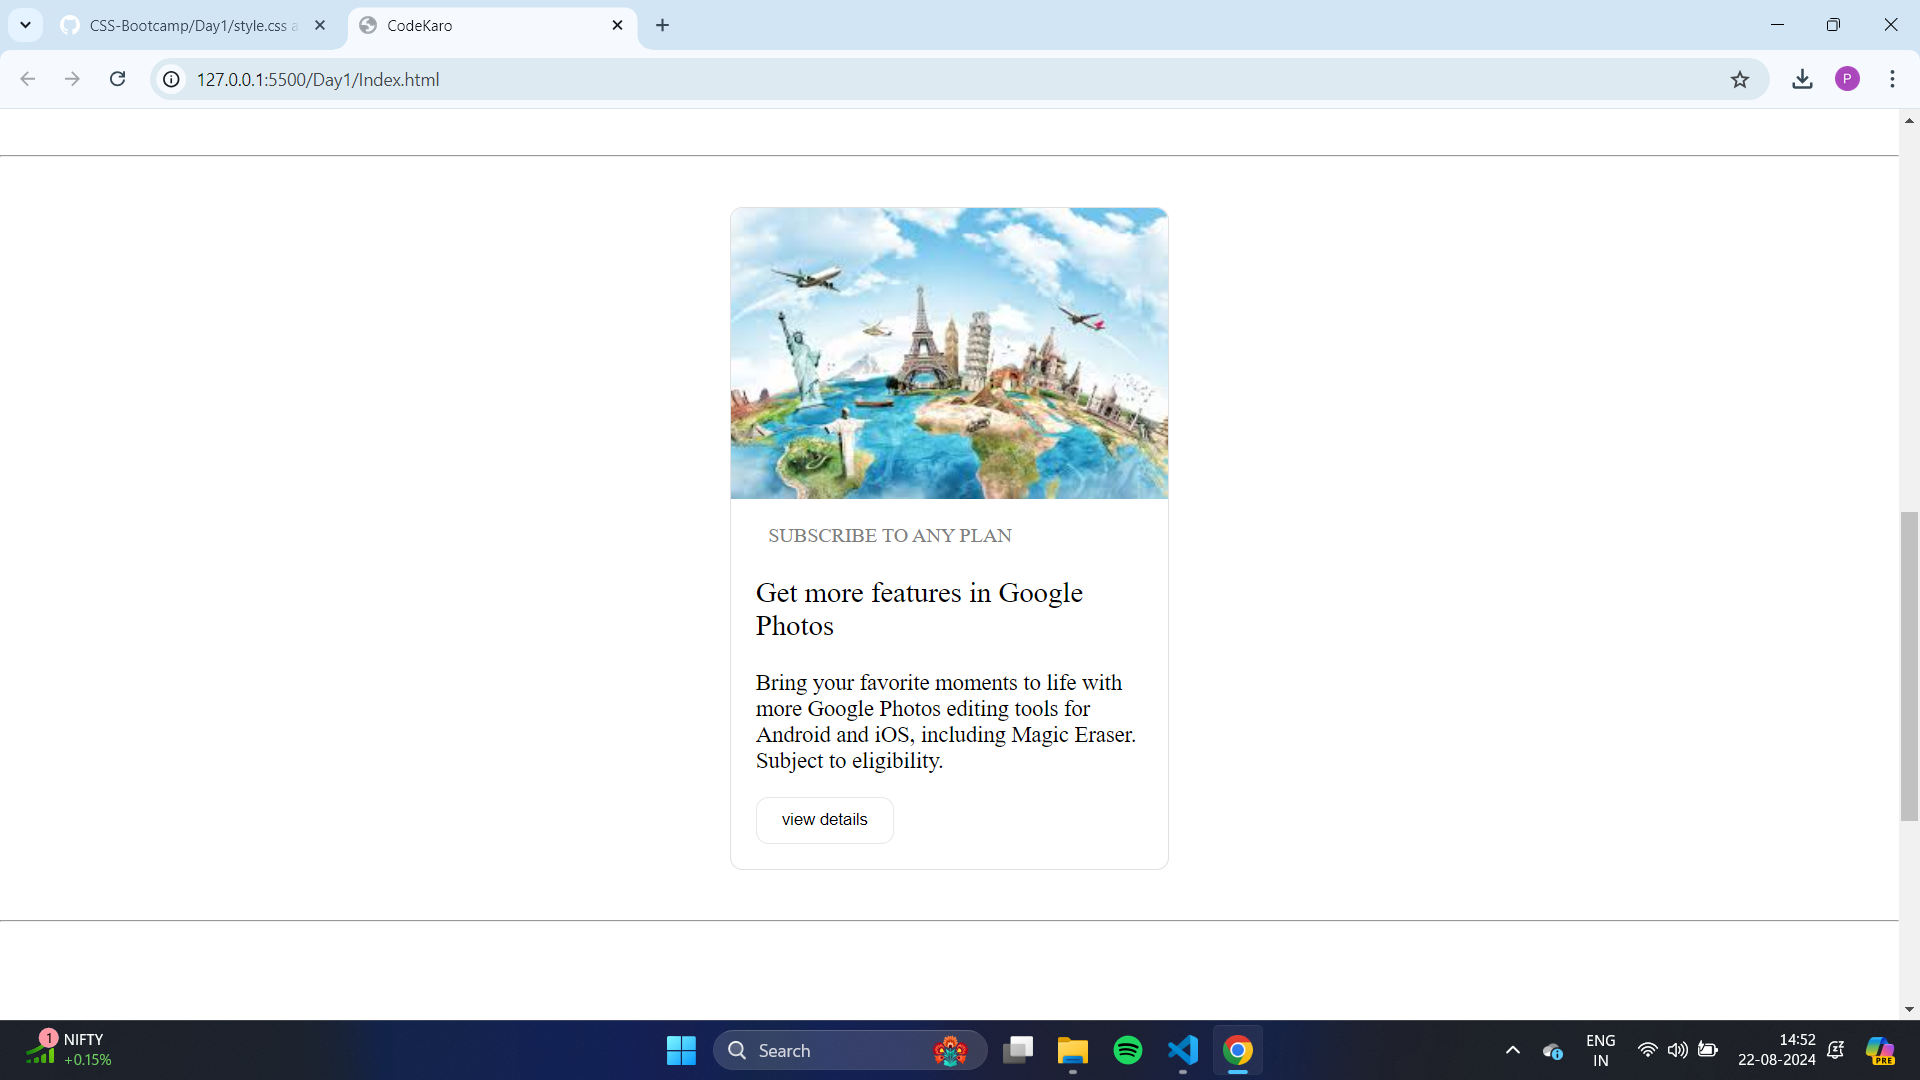 CSS-Bootcamp/Day1/style.css a
CodeKaro
127.0.0.1:5500/Day1/Index.html
P
SUBSCRIBE TO ANY PLAN
Get more features in Google
Photos
Bring your favorite moments to life with
more Google Photos editing tools for
Android and iOS, including Magic Eraser.
Subject to eligibility.
view details
1
NIFTY
+0.15%
Search
ENG
IN
14:52
22-08-2024
PRE